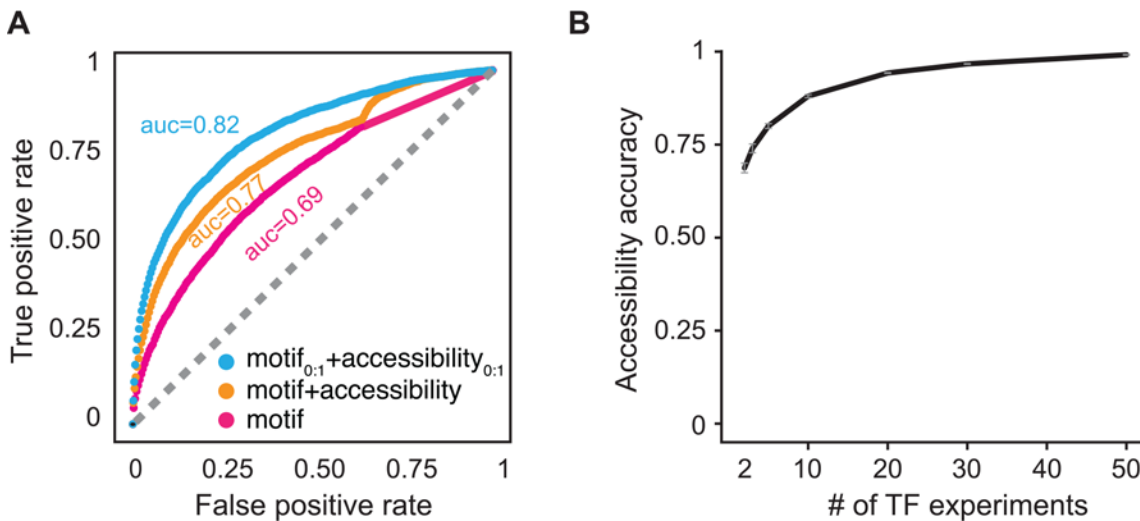 A
1
0.75
0.50
0.25
0
True positive rate
auc=0.82
auc=0.77
auc=0.69
motif0:1+accessibility0:1
motif+accessibility
motif
0 0.25 0.50 0.75 1
False positive rate
B
1
0.75
0.50
0.25
0
Accessibility accuracy
2 10 20 30 40 50
# of TF experiments